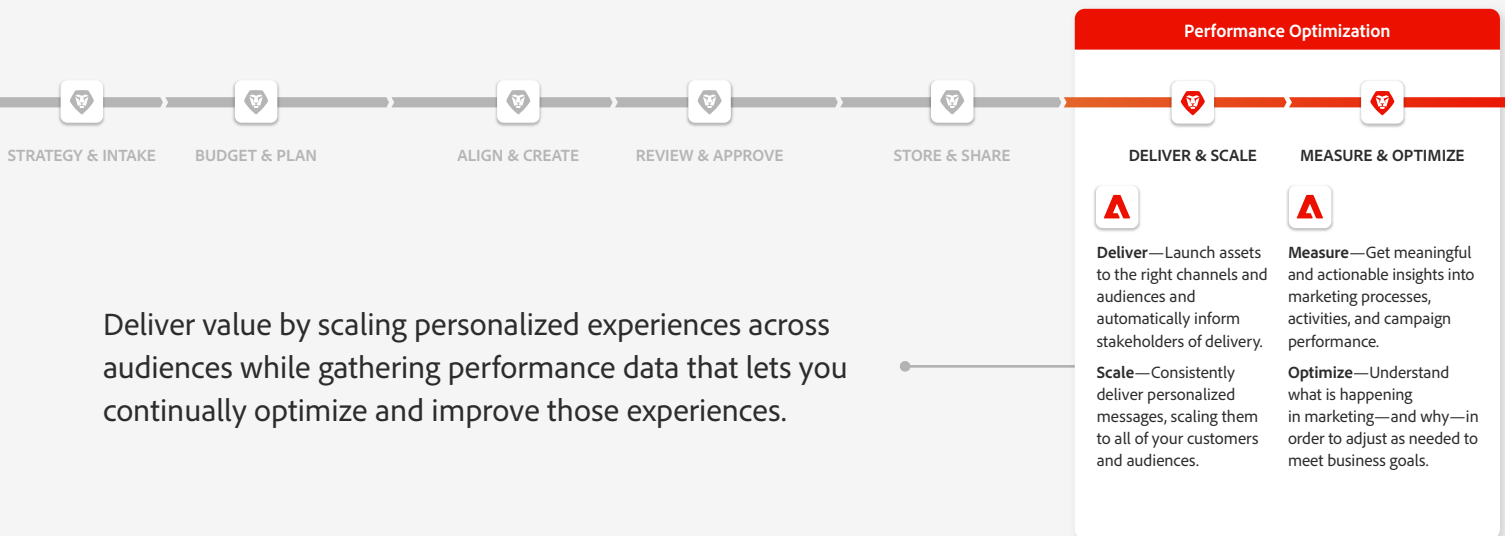 Performance Optimization
STRATEGY & INTAKE
BUDGET & PLAN
ALIGN & CREATE
REVIEW & APPROVE
STORE & SHARE
DELIVER & SCALE
MEASURE & OPTIMIZE
Deliver value by scaling personalized experiences across
audiences while gathering performance data that lets you
continually optimize and improve those experiences.
Deliver—Launch assets
to the right channels and
audiences and
automatically inform
stakeholders of delivery.
Scale—Consistently
deliver personalized
messages, scaling them
to all of your customers
and audiences.
Measure—Get meaningful
and actionable insights into
marketing processes,
activities, and campaign
performance.
Optimize—Understand
what is happening
in marketing—and why—in
order to adjust as needed to
meet business goals.